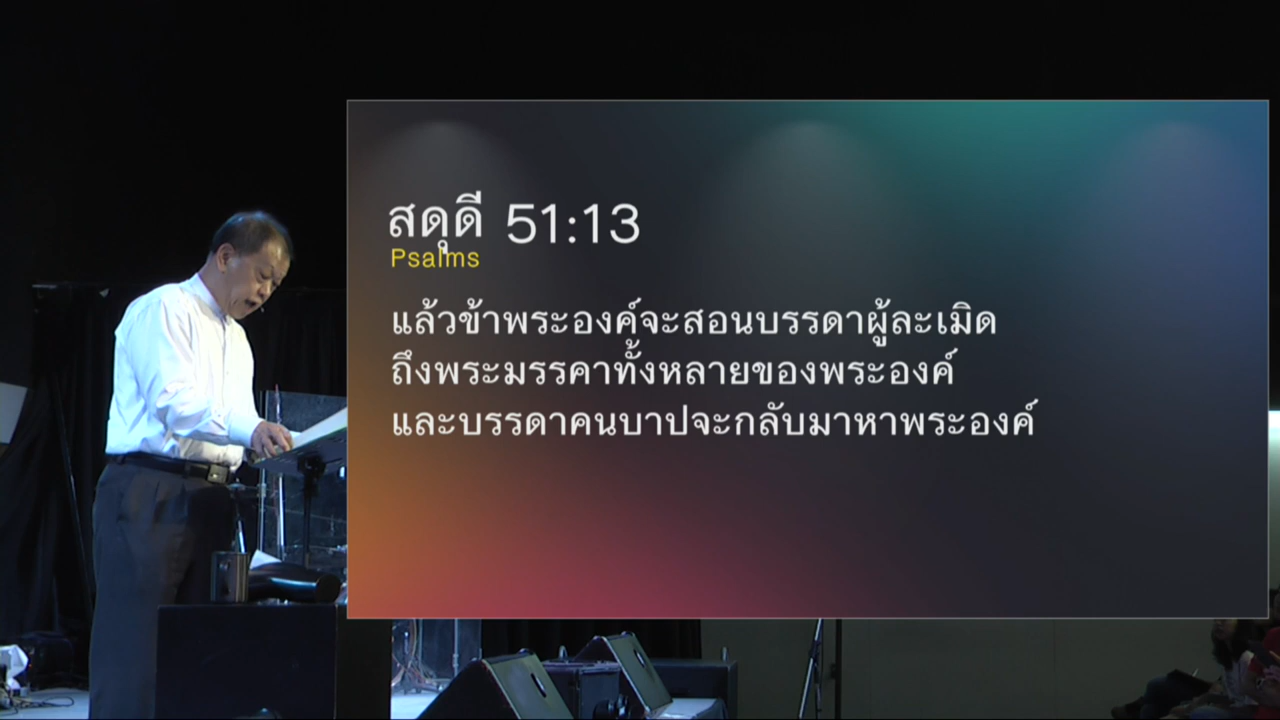 สดุดี 51:13
Psalms
แล้วข้าพระองค์จะสอนบรรดาผู้ละเมิด
ถึงพระมรรคาทั้งหลายของพระองค์
และบรรดาคนบาปจะกลับมาหาพระองค์